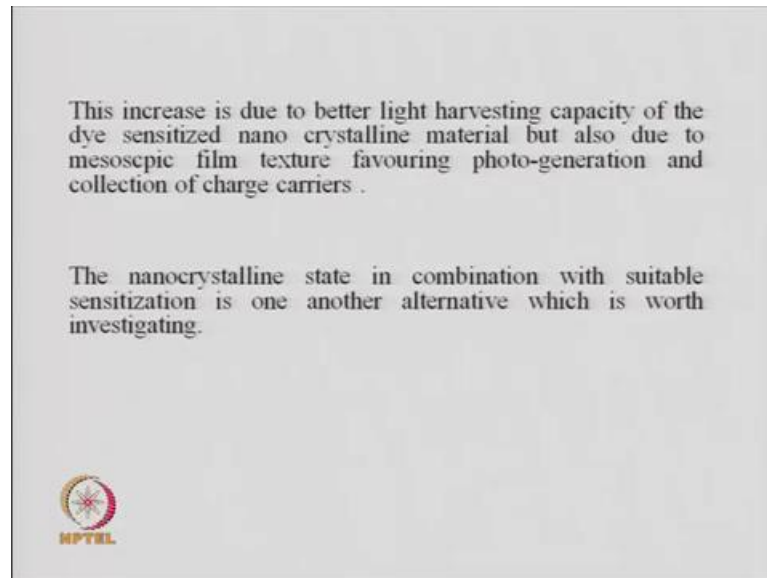 This increase is due to better light harvesting capacity of the
dye sensitized nano crystalline material but also due to
mesoscpic film texture favouring photo-generation and
collection of charge carriers .
The nanocrystalline state in combination with suitable
sensitization is one another alternative which is worth
investigating.
NPTEL